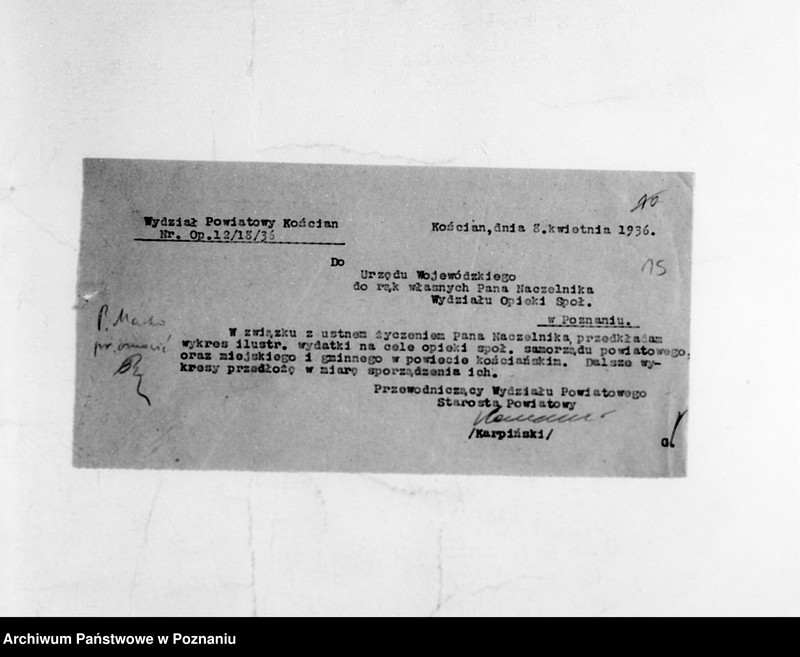 Wydział Powiatowy Kościan
Nr. Op.12/18/36
Kościan,dnia 8.kwietnia 1936.
15
Do
Urzędu Wojewódzkiego
do rąk własnych Pana Naczelnika
Wydziału Opieki Społ.
w Poznaniu.
W związku z ustnem życzeniem Pana Naczelnika, przedkładam
wykres ilustr. wydatki na cele opieki społ. samorządu powiatowego,
oraz miejskiego i gminnego w powiecie kościańskim. Dalsze wy-
kresy przedłożę w miarę sporządzenia ich.
Przewodniczący Wydziału Powiatowego
Starosta Powiatowy
/Karpiński/
G.
Archiwum Państwowe w Poznaniu